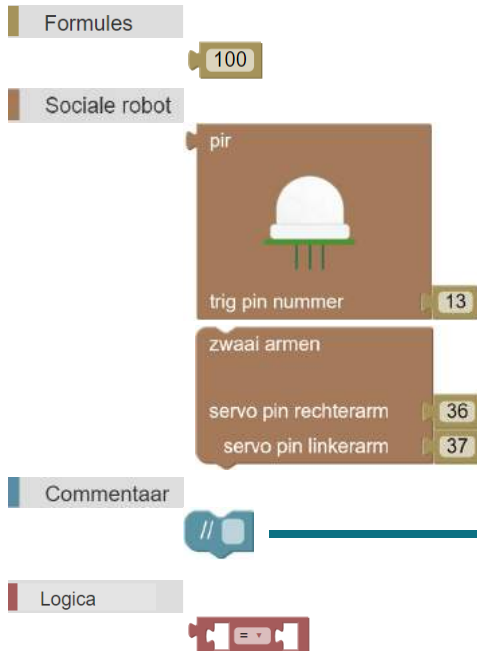 Formules
100
Sociale robot
pir
trig pin nummer 13
zwaai armen
servo pin rechterarm 36
servo pin linkerarm 37
Commentaar
//
Logica
=